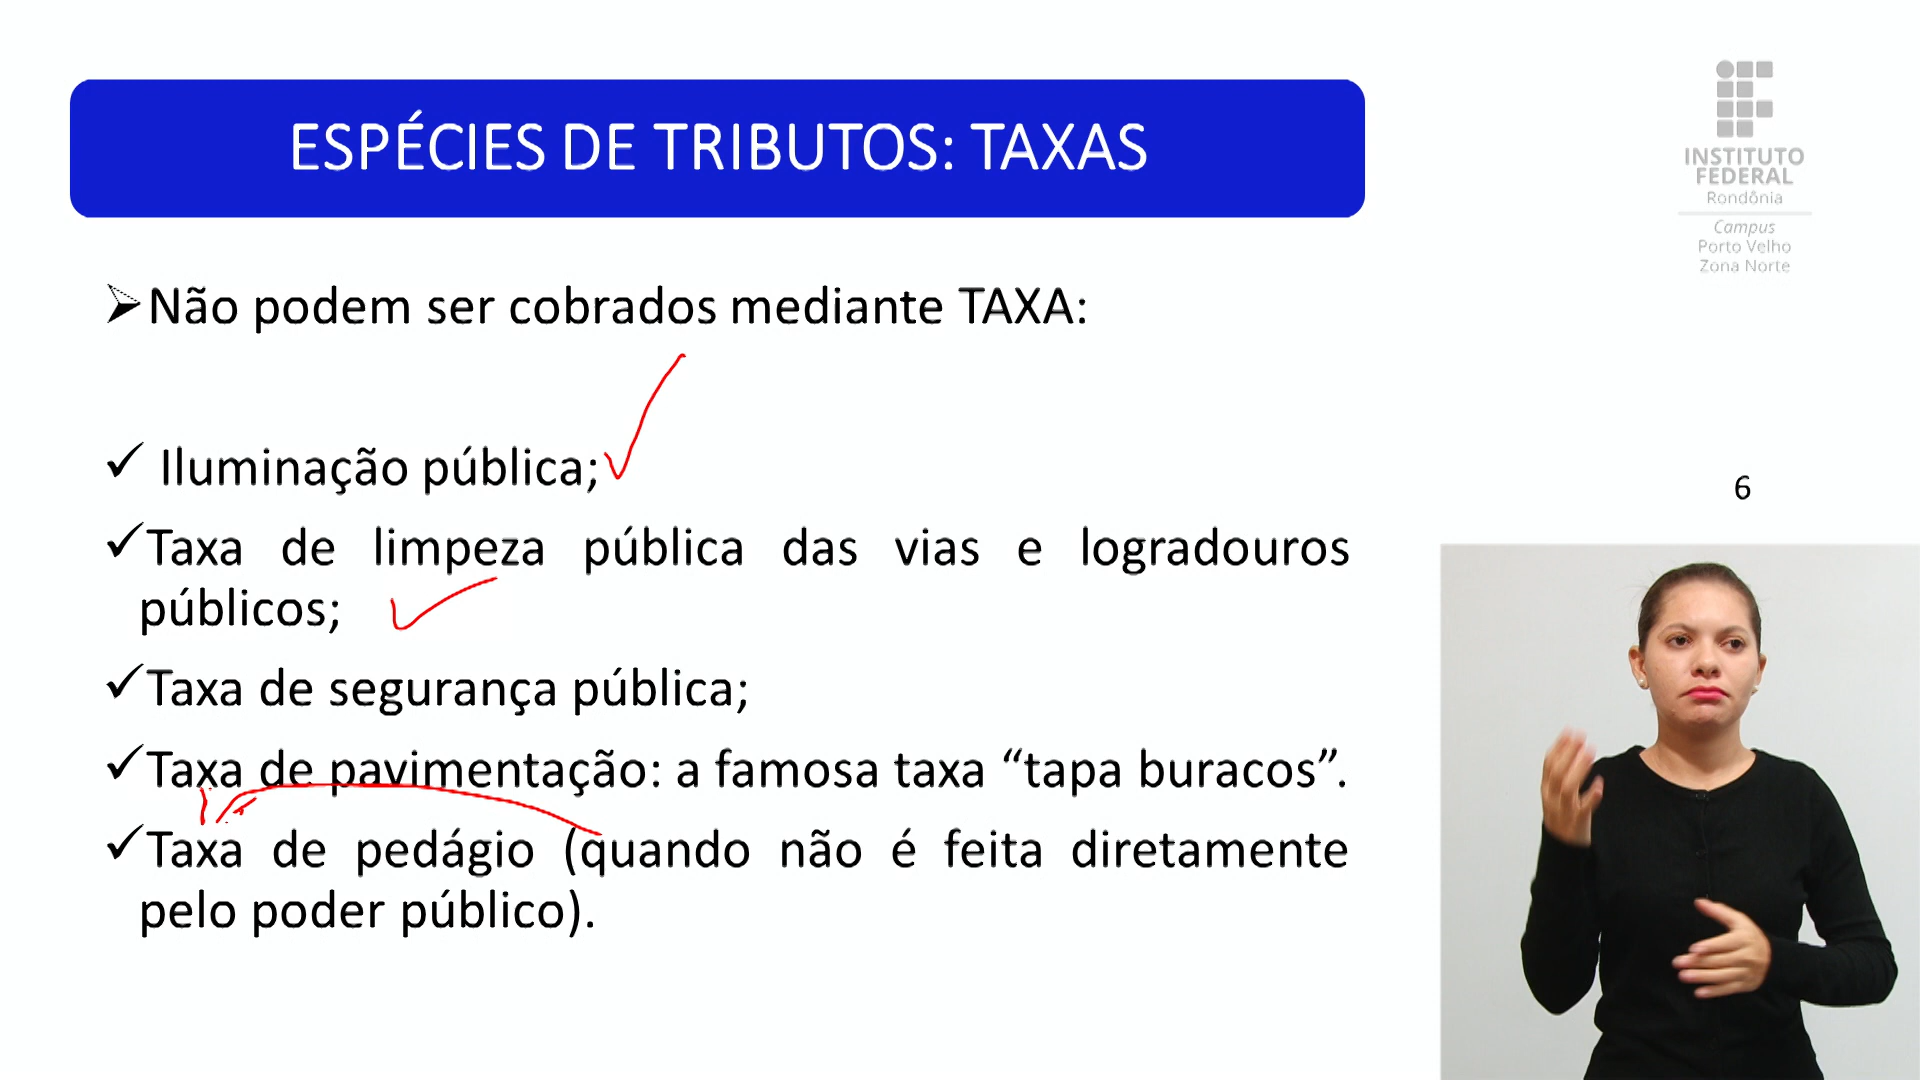 ESPÉCIES DE TRIBUTOS: TAXAS
INSTITUTO
FEDERAL
Rondônia
Campus
Porto Velho
Zona Norte
Não podem ser cobrados mediante TAXA:
Iluminação pública;
Taxa de limpeza pública das vias e logradouros
públicos;
Taxa de segurança pública;
Taxa de pavimentação: a famosa taxa “tapa buracos”.
Taxa de pedágio (quando não é feita diretamente
pelo poder público).
6